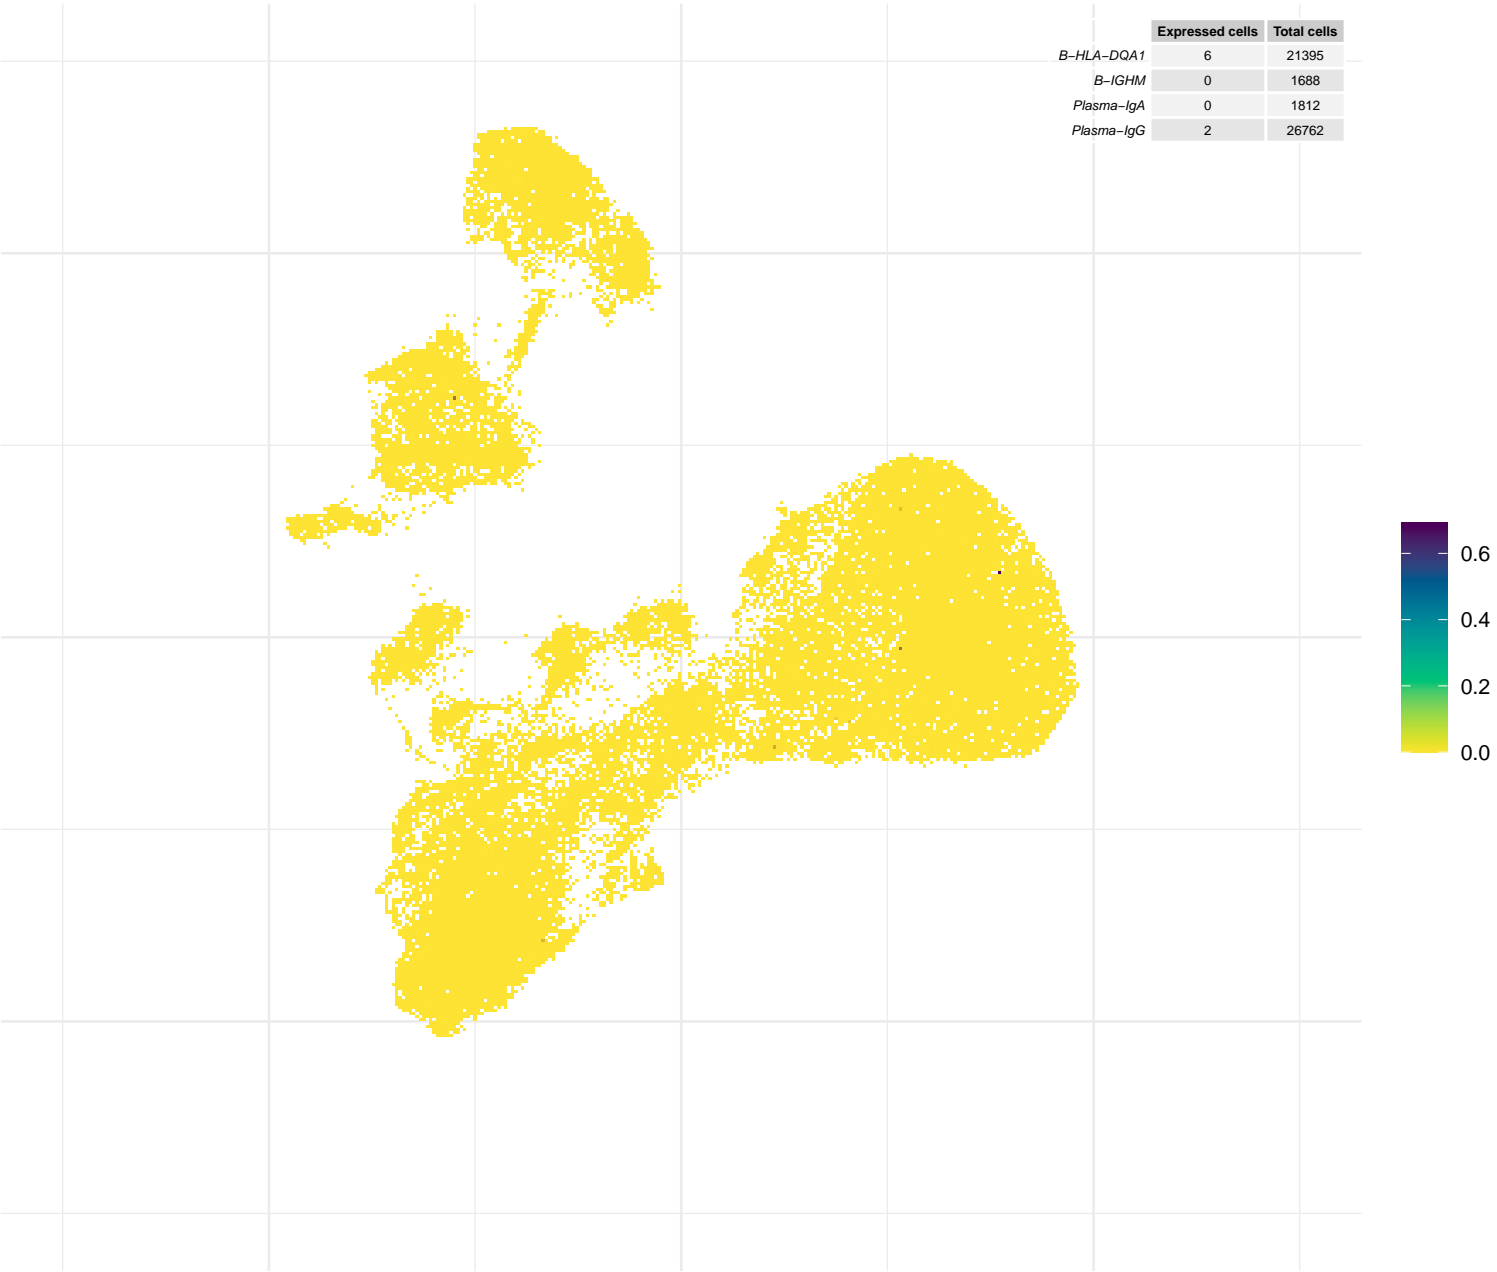 Expressed cells Total cells
B−HLA−DQA1 6 21395
B−IGHM 0 1688
Plasma−IgA 0 1812
Plasma−IgG 2 26762
0.6
0.4
0.2
0.0